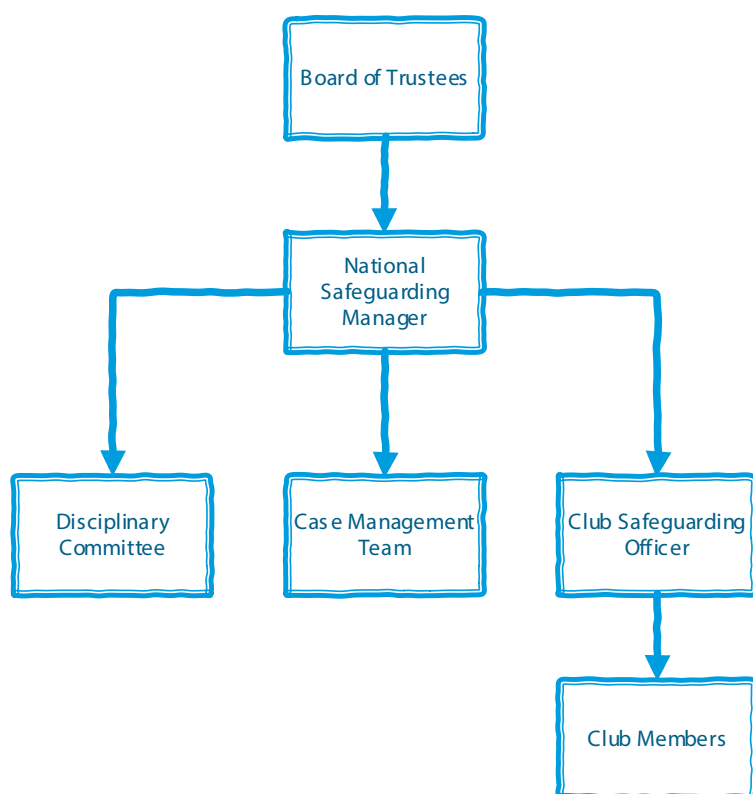 Board of Trustees
National
Safeguarding
Manager
Disciplinary
Committee
Case Management
Team
Club Safeguarding
Officer
Club Members